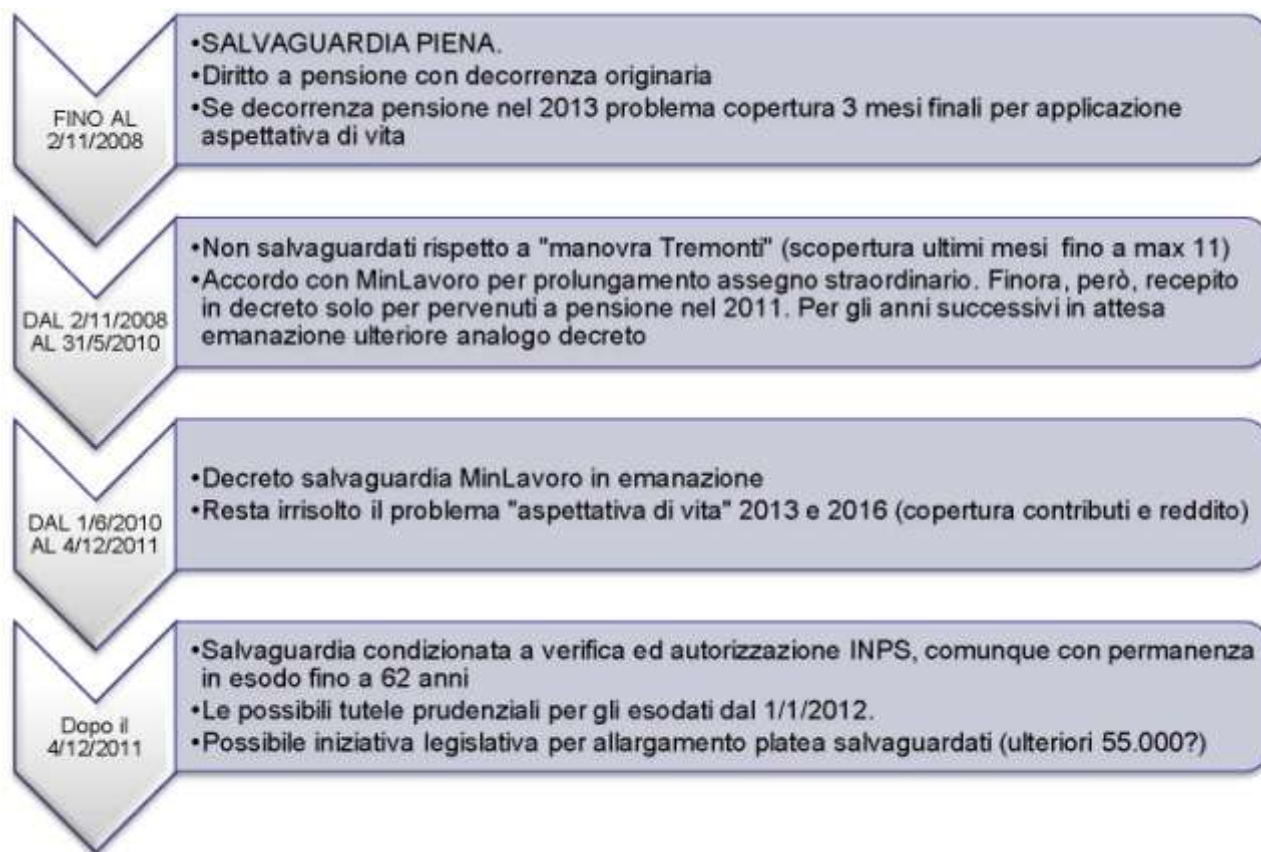 FINO AL
2/11/2008
•SALVAGUARDIA PIENA.
•Diritto a pensione con decorrenza originaria
•Se decorrenza pensione nel 2013 problema copertura 3 mesi finali per applicazione
aspettativa di vita
DAL 2/11/2008
AL 31/5/2010
•Non salvaguardati rispetto a "manovra Tremonti" (scopertura ultimi mesi fino a max 11)
•Accordo con MinLavoro per prolungamento assegno straordinario. Finora, però, recepito
in decreto solo per pervenuti a pensione nel 2011. Per gli anni successivi in attesa
emanazione ulteriore analogo decreto
DAL 1/6/2010
AL 4/12/2011
•Decreto salvaguardia MinLavoro in emanazione
•Resta irrisolto il problema "aspettativa di vita" 2013 e 2016 (copertura contributi e reddito)
Dopo il
4/12/2011
•Salvaguardia condizionata a verifica ed autorizzazione INPS, comunque con permanenza
in esodo fino a 62 anni
•Le possibili tutele prudenziali per gli esodati dal 1/1/2012.
•Possibile iniziativa legislativa per allargamento platea salvaguardati (ulteriori 55.000?)